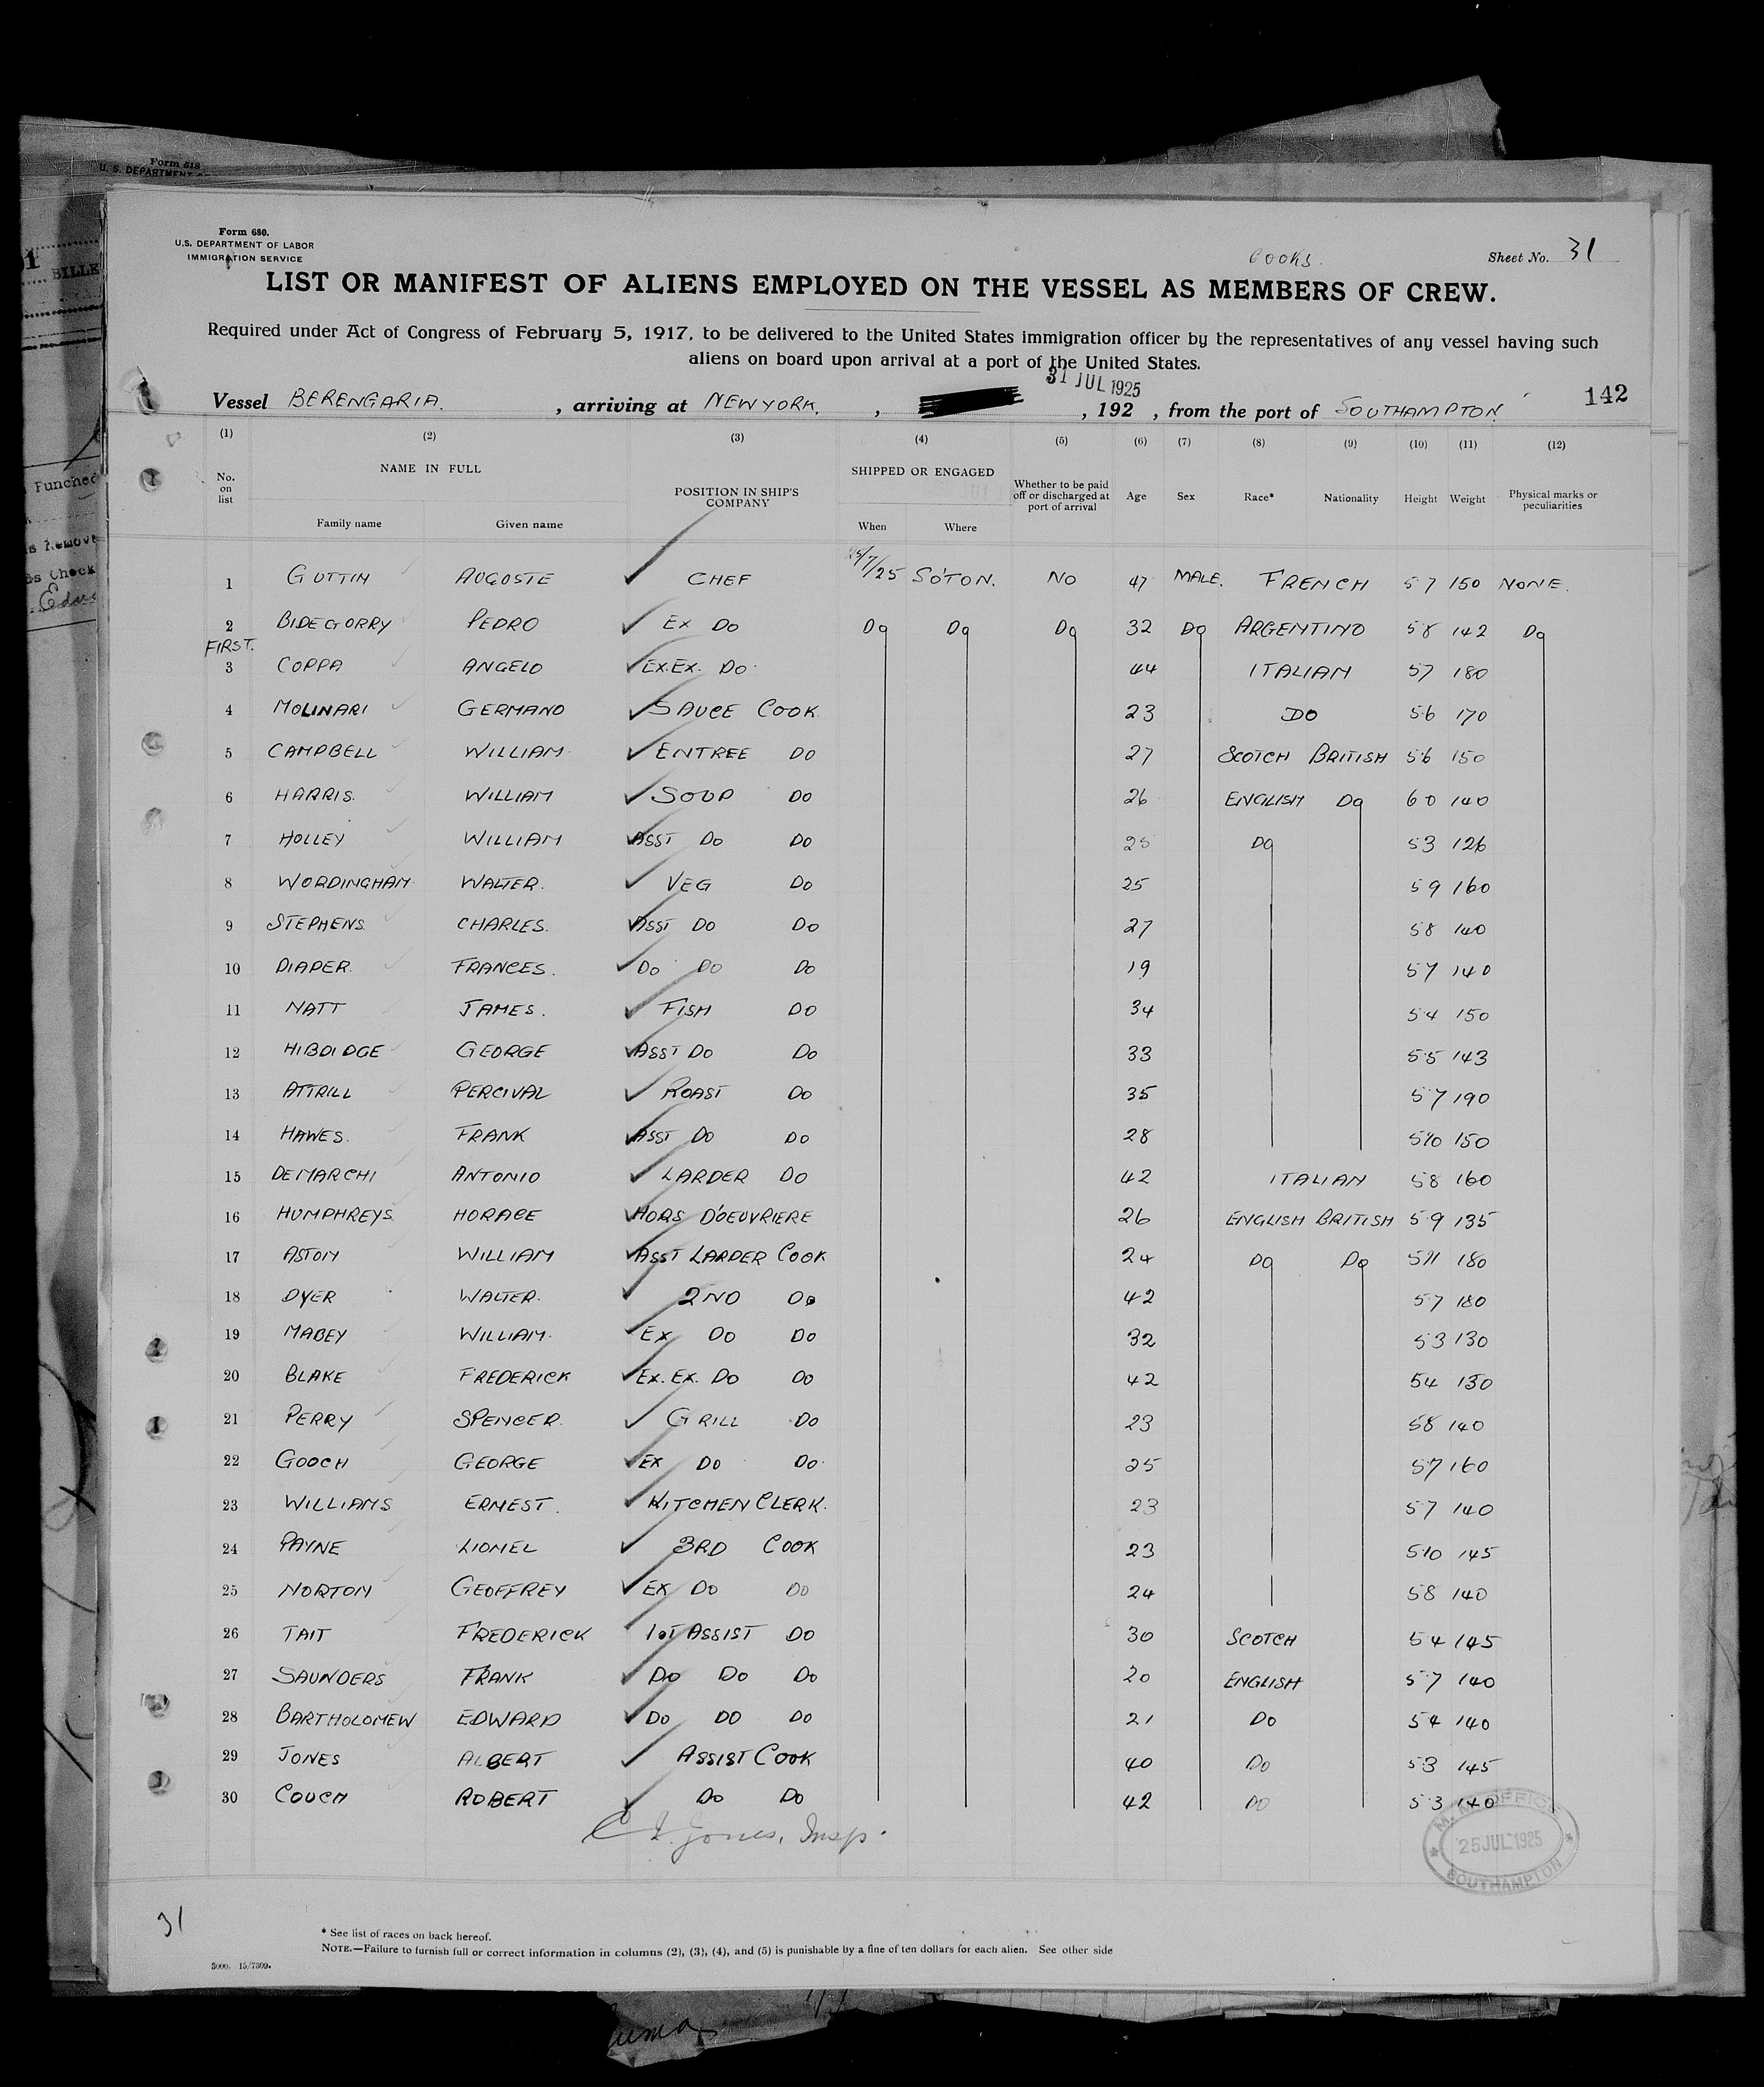 Form 618
U. S. DEPARTMENT
BILLE
Punched
Form 680.
U.S. DEPARTMENT OF LABOR
IMMIGRATION SERVICE
COOKS.
Sheet No. 31
LIST OR MANIFEST OF ALIENS EMPLOYED ON THE VESSEL AS MEMBERS OF CREW.
Required under Act of Congress of February 5, 1917, to be delivered to the United States immigration officer by the representatives of any vessel having such
aliens on board upon arrival at a port of the United States.
31 JUL 1925
Vessel BERENGARIA. , arriving at NEW YORK. , , 192 , from the port of SOUTHAMPTON 142
(1) (2) (3) (4) (5) (6) (7) (8) (9) (10) (11) (12)
No. on list NAME IN FULL Family name Given name POSITION IN SHIP'S COMPANY SHIPPED OR ENGAGED When Where Whether to be paid off or discharged at port of arrival Age Sex Race* Nationality Height Weight Physical marks or peculiarities
1 GUTTIN AUGUSTE CHEF 25/7/25 SO'TON. NO 47 MALE. FRENCH 57 150 NONE.
2 BIDEGORRY PEDRO EX DO DO DO DO 32 DO ARGENTINO 58 142 DO
FIRST.
3 COPPA ANGELO EX.EX. DO 44 ITALIAN 57 180
4 MOLINARI GERMANO SAUCE COOK 23 DO 56 170
5 CAMPBELL WILLIAM ENTREE DO 27 SCOTCH BRITISH 56 150
6 HARRIS. WILLIAM SOUP DO 26 ENGLISH DO 60 140
7 HOLLEY WILLIAM ASST DO DO 25 DO 53 126
8 WORDINGHAM WALTER. VEG DO 25 59 160
9 STEPHENS CHARLES. ASST DO DO 27 58 140
10 DIAPER. FRANCES. DO DO DO 19 57 140
11 NATT JAMES. FISH DO 34 54 150
12 HIBDIDGE GEORGE ASST DO DO 33 55 143
13 ATTRILL PERCIVAL ROAST DO 35 57 190
14 HAWES. FRANK ASST DO DO 28 510 150
15 DEMARCHI ANTONIO LARDER DO 42 ITALIAN 58 160
16 HUMPHREYS HORACE HORS D'OEUVRIERE 26 ENGLISH BRITISH 59 135
17 ASTON WILLIAM ASST LARDER COOK 24 DO DO 511 180
18 DYER WALTER. 2ND DO 42 57 180
19 MABEY WILLIAM. EX DO DO 32 53 130
20 BLAKE FREDERICK EX.EX. DO DO 42 54 130
21 PERRY SPENCER. GRILL DO 23 58 140
22 GOOCH GEORGE EX DO DO 25 57 160
23 WILLIAMS ERNEST. KITCHEN CLERK. 23 57 140
24 PAYNE LIONEL 3RD COOK 23 510 145
25 NORTON GEOFFREY EX DO DO 24 58 140
26 TAIT FREDERICK 1ST ASSIST DO 30 SCOTCH 54 145
27 SAUNDERS FRANK DO DO DO 20 ENGLISH 57 140
28 BARTHOLOMEW EDWARD DO DO DO 21 DO 54 140
29 JONES ALBERT ASSIST COOK 40 DO 53 145
30 COUCH ROBERT DO DO 42 DO 53 140
Jones, Insp.
M. M. OFFICE
25 JUL 1925
SOUTHAMPTON
31
* See list of races on back hereof.
NOTE.—Failure to furnish full or correct information in columns (2), (3), (4), and (5) is punishable by a fine of ten dollars for each alien. See other side
3000. 15/7309.